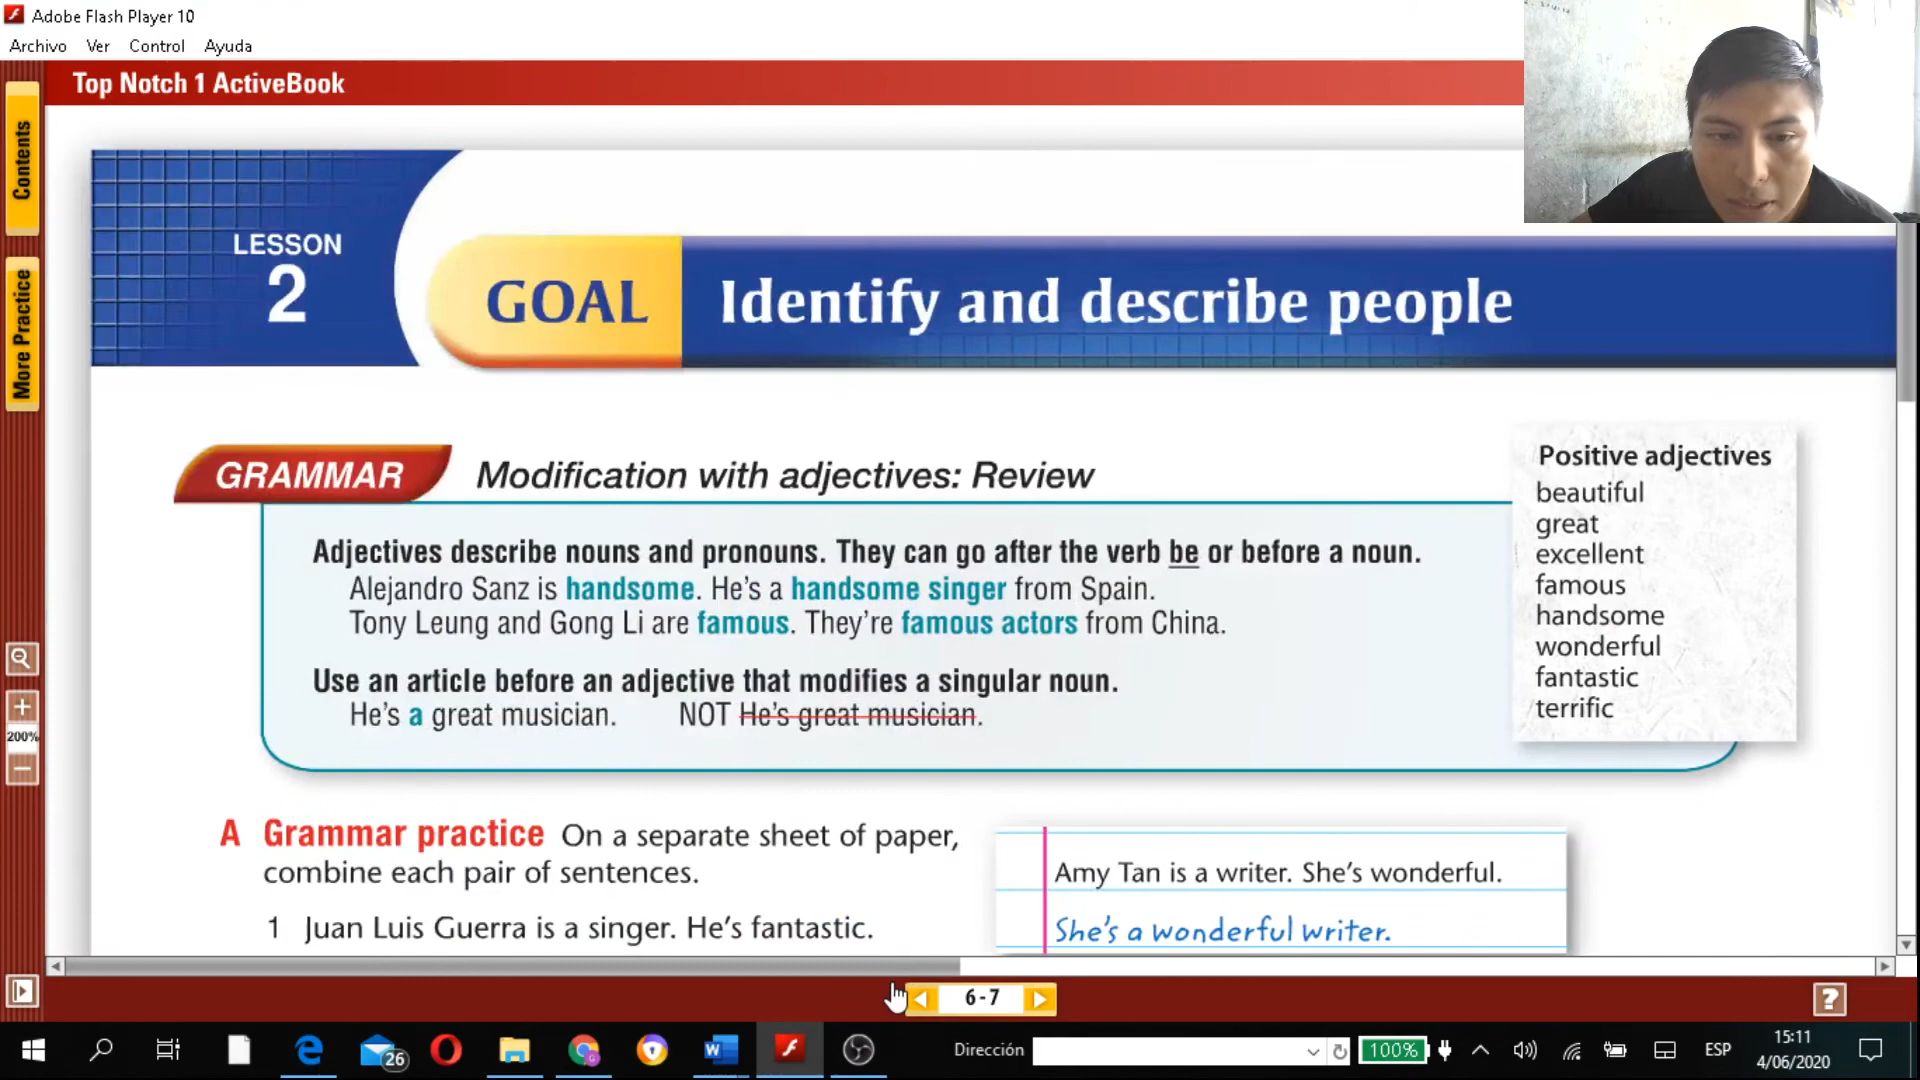 Adobe Flash Player 10
Archivo Ver Control Ayuda
Top Notch 1 ActiveBook
Contents
More Practice
LESSON
2
GOAL Identify and describe people
GRAMMAR Modification with adjectives: Review
Adjectives describe nouns and pronouns. They can go after the verb be or before a noun.
Alejandro Sanz is handsome. He's a handsome singer from Spain.
Tony Leung and Gong Li are famous. They're famous actors from China.
Use an article before an adjective that modifies a singular noun.
He's a great musician. NOT He's great musician.
Positive adjectives
beautiful
great
excellent
famous
handsome
wonderful
fantastic
terrific
200%
A Grammar practice On a separate sheet of paper,
combine each pair of sentences.
1 Juan Luis Guerra is a singer. He's fantastic.
Amy Tan is a writer. She's wonderful.
She's a wonderful writer.
6-7
?
26
Dirección
100%
ESP
15:11
4/06/2020